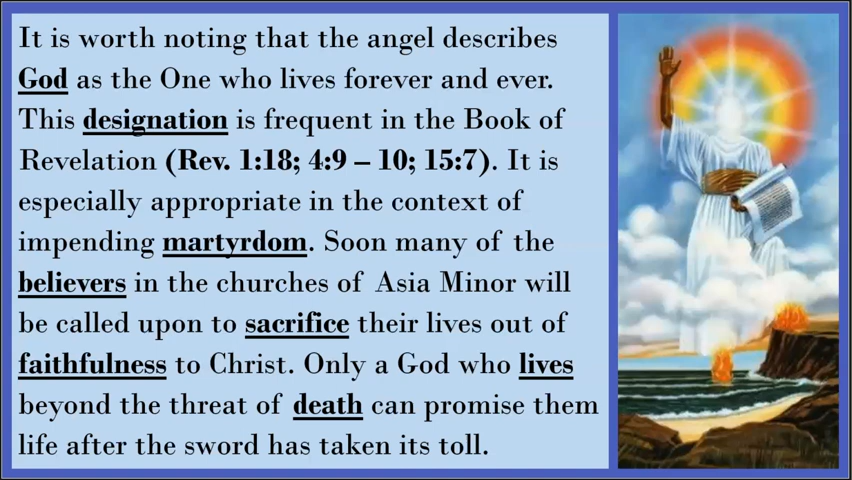 It is worth noting that the angel describes
God as the One who lives forever and ever.
This designation is frequent in the Book of
Revelation (Rev. 1:18; 4:9 – 10; 15:7). It is
especially appropriate in the context of
impending martyrdom. Soon many of the
believers in the churches of Asia Minor will
be called upon to sacrifice their lives out of
faithfulness to Christ. Only a God who lives
beyond the threat of death can promise them
life after the sword has taken its toll.